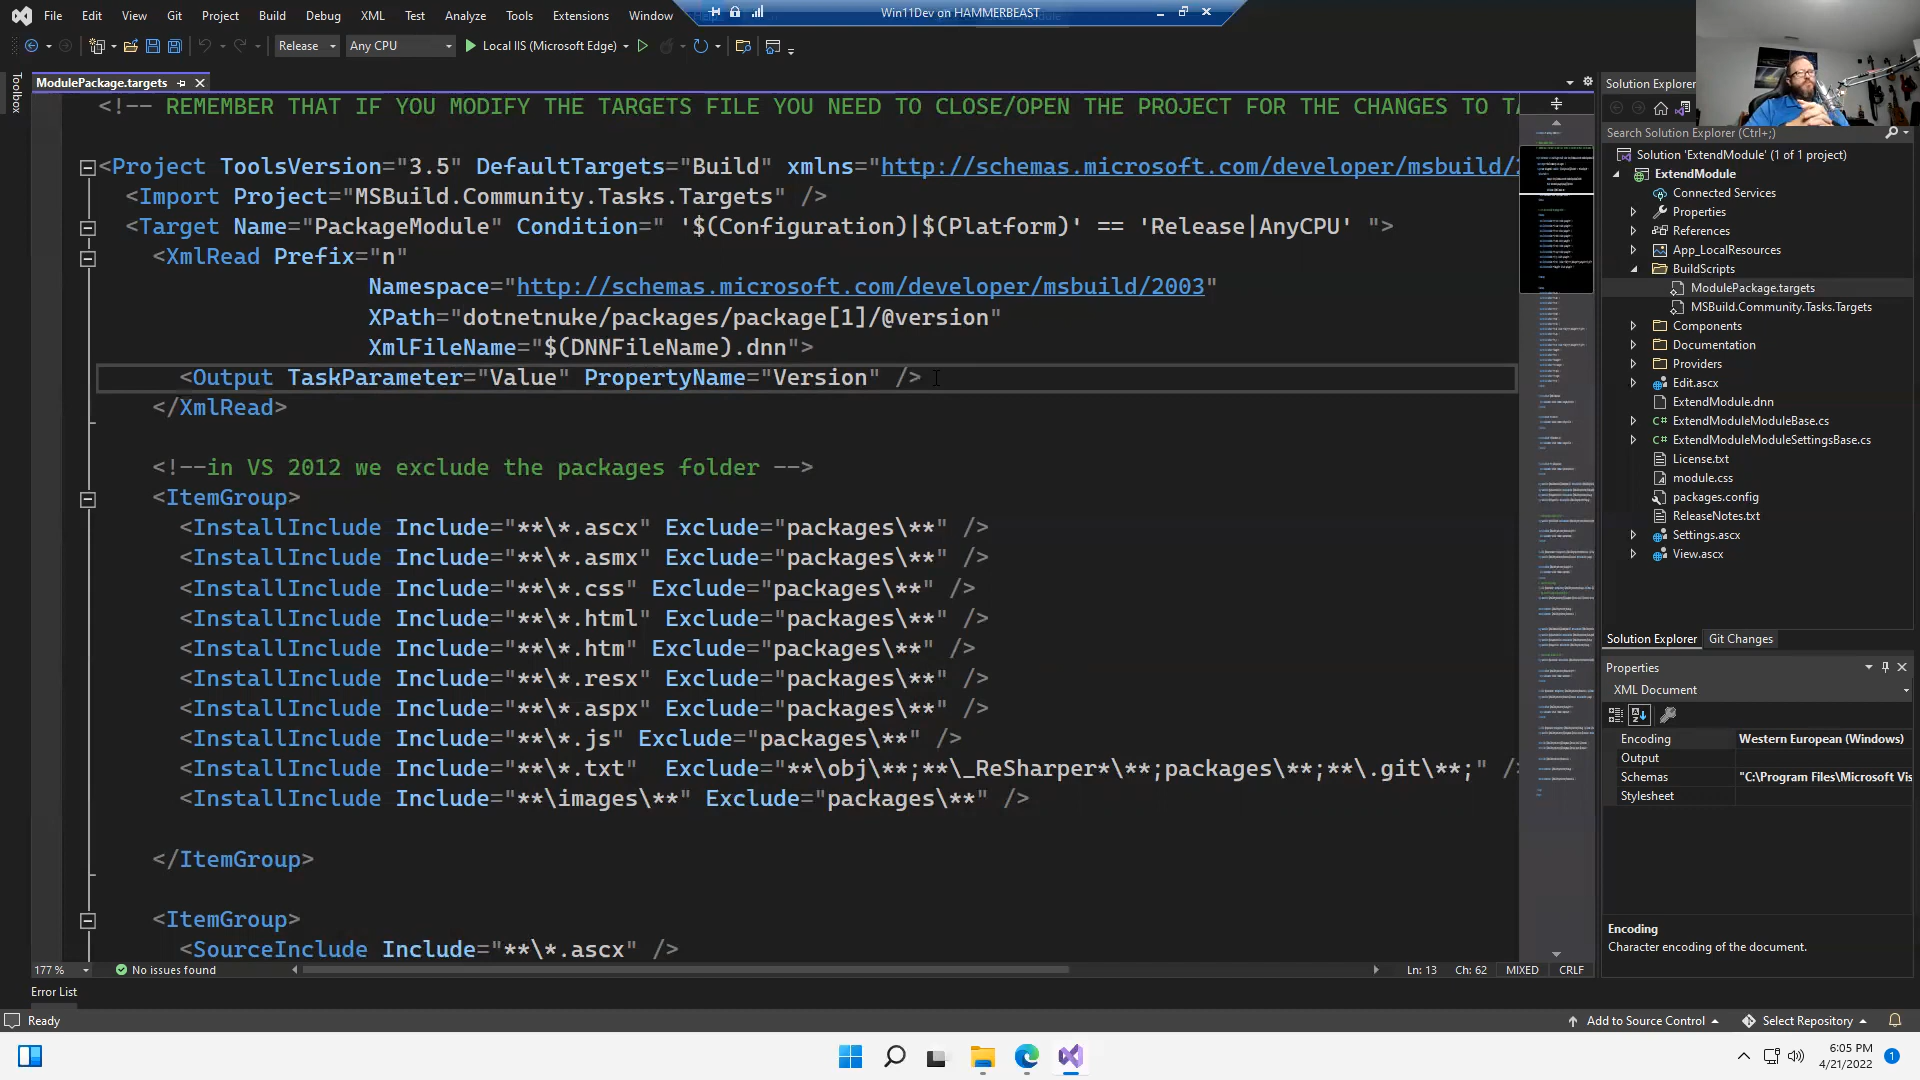 File Edit View Git Project Build Debug XML Test Analyze Tools Extensions Window
Win11Dev on HAMMERBEAST
Release Any CPU Local IIS (Microsoft Edge)
Toolbox
ModulePackage.targets
<!-- REMEMBER THAT IF YOU MODIFY THE TARGETS FILE YOU NEED TO CLOSE/OPEN THE PROJECT FOR THE CHANGES TO TA
<Project ToolsVersion="3.5" DefaultTargets="Build" xmlns="http://schemas.microsoft.com/developer/msbuild/2
<Import Project="MSBuild.Community.Tasks.Targets" />
<Target Name="PackageModule" Condition=" '$(Configuration)|$(Platform)' == 'Release|AnyCPU' ">
<XmlRead Prefix="n"
Namespace="http://schemas.microsoft.com/developer/msbuild/2003"
XPath="dotnetnuke/packages/package[1]/@version"
XmlFileName="$(DNNFileName).dnn">
<Output TaskParameter="Value" PropertyName="Version" />
</XmlRead>
<!--in VS 2012 we exclude the packages folder -->
<ItemGroup>
<InstallInclude Include="**\*.ascx" Exclude="packages\**" />
<InstallInclude Include="**\*.asmx" Exclude="packages\**" />
<InstallInclude Include="**\*.css" Exclude="packages\**" />
<InstallInclude Include="**\*.html" Exclude="packages\**" />
<InstallInclude Include="**\*.htm" Exclude="packages\**" />
<InstallInclude Include="**\*.resx" Exclude="packages\**" />
<InstallInclude Include="**\*.aspx" Exclude="packages\**" />
<InstallInclude Include="**\*.js" Exclude="packages\**" />
<InstallInclude Include="**\*.txt"  Exclude="**\obj\**;**\_ReSharper*\**;packages\**;**\.git\**;" />
<InstallInclude Include="**\images\**" Exclude="packages\**" />
</ItemGroup>
<ItemGroup>
<SourceInclude Include="**\*.ascx" />
177 % No issues found Ln: 13 Ch: 62 MIXED CRLF
Error List
Ready
Solution Explorer
Search Solution Explorer (Ctrl+;)
Solution 'ExtendModule' (1 of 1 project)
ExtendModule
Connected Services
Properties
References
App_LocalResources
BuildScripts
ModulePackage.targets
MSBuild.Community.Tasks.Targets
Components
Documentation
Providers
Edit.ascx
ExtendModule.dnn
ExtendModuleModuleBase.cs
ExtendModuleModuleSettingsBase.cs
License.txt
module.css
packages.config
ReleaseNotes.txt
Settings.ascx
View.ascx
Solution Explorer Git Changes
Properties
XML Document
Encoding Western European (Windows)
Output
Schemas "C:\Program Files\Microsoft Vis
Stylesheet
Encoding
Character encoding of the document.
Add to Source Control Select Repository
6:05 PM
4/21/2022
1